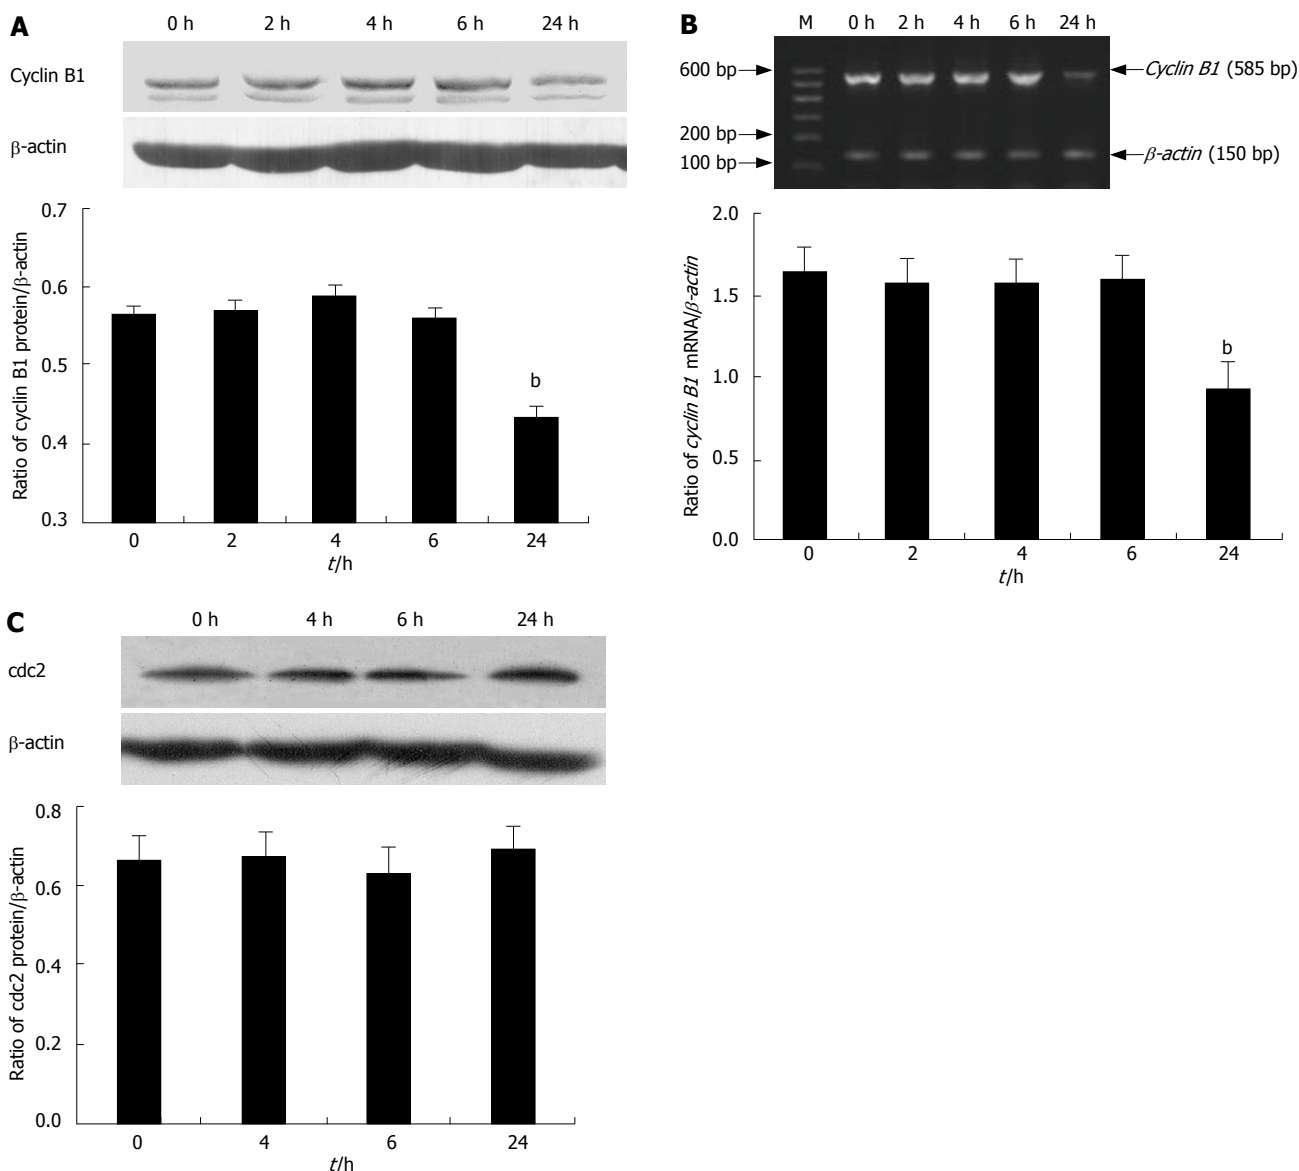 A
0 h 2 h 4 h 6 h 24 h
Cyclin B1
β-actin
Ratio of cyclin B1 protein/β-actin
0.7
0.6
0.5
0.4
0.3
b
0 2 4 6 24
t/h
B
M 0 h 2 h 4 h 6 h 24 h
600 bp
200 bp
100 bp
Cyclin B1 (585 bp)
β-actin (150 bp)
Ratio of cyclin B1 mRNA/β-actin
2.0
1.5
1.0
0.5
0.0
b
0 2 4 6 24
t/h
C
0 h 4 h 6 h 24 h
cdc2
β-actin
Ratio of cdc2 protein/β-actin
0.8
0.6
0.4
0.2
0.0
0 4 6 24
t/h